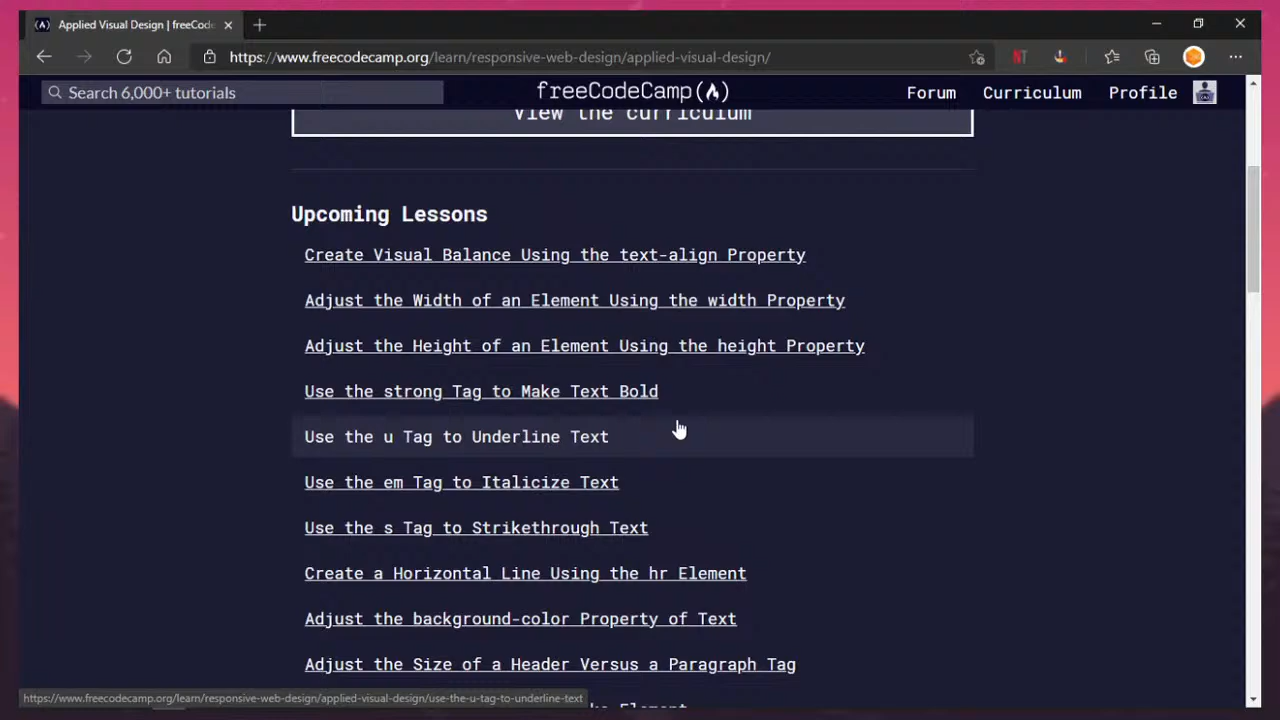 Applied Visual Design | freeCode
https://www.freecodecamp.org/learn/responsive-web-design/applied-visual-design/
Search 6,000+ tutorials
freeCodeCamp
Forum
Curriculum
Profile
View the curriculum
Upcoming Lessons
Create Visual Balance Using the text-align Property
Adjust the Width of an Element Using the width Property
Adjust the Height of an Element Using the height Property
Use the strong Tag to Make Text Bold
Use the u Tag to Underline Text
Use the em Tag to Italicize Text
Use the s Tag to Strikethrough Text
Create a Horizontal Line Using the hr Element
Adjust the background-color Property of Text
Adjust the Size of a Header Versus a Paragraph Tag
Element
https://www.freecodecamp.org/learn/responsive-web-design/applied-visual-design/use-the-u-tag-to-underline-text